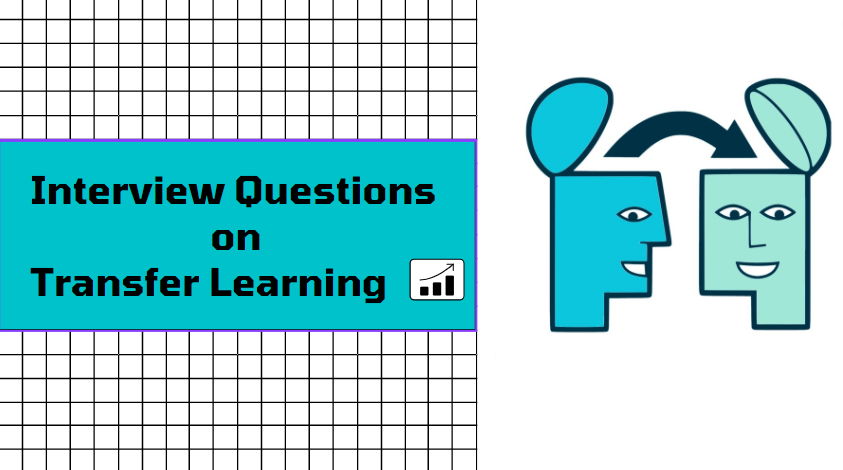 Interview Questions
on
Transfer Learning